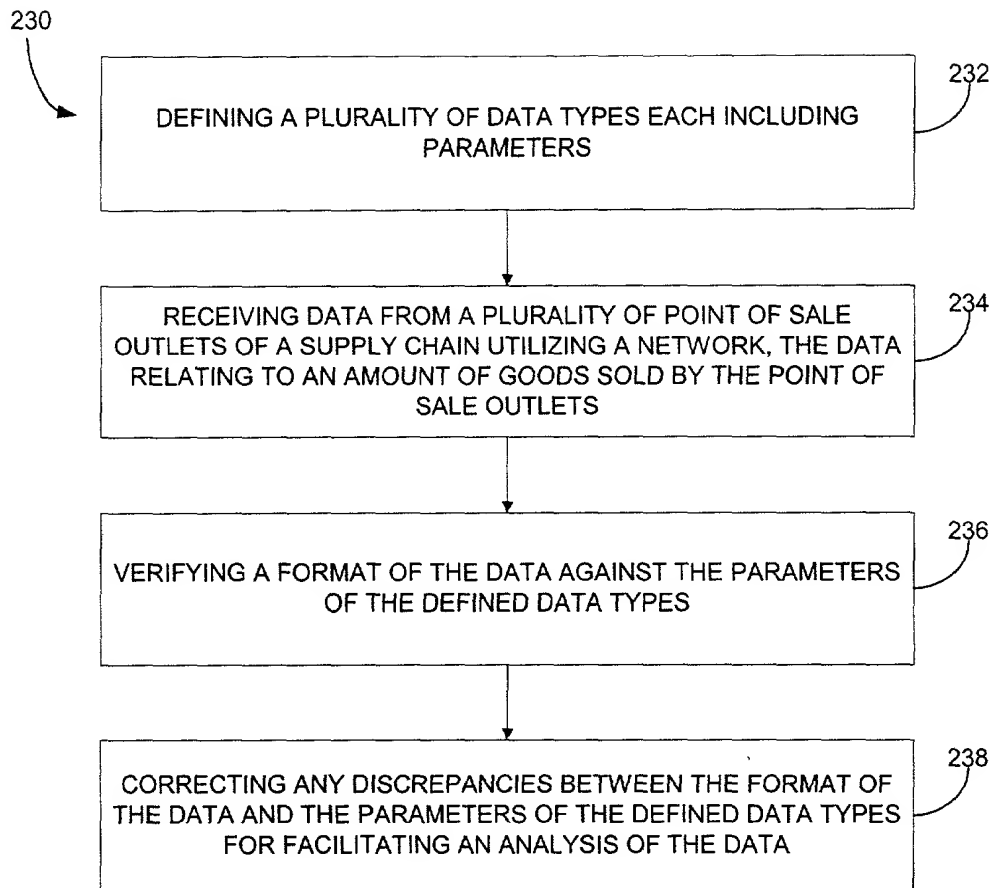 230
232
DEFINING A PLURALITY OF DATA TYPES EACH INCLUDING
PARAMETERS
234
RECEIVING DATA FROM A PLURALITY OF POINT OF SALE
OUTLETS OF A SUPPLY CHAIN UTILIZING A NETWORK, THE DATA
RELATING TO AN AMOUNT OF GOODS SOLD BY THE POINT OF
SALE OUTLETS
236
VERIFYING A FORMAT OF THE DATA AGAINST THE PARAMETERS
OF THE DEFINED DATA TYPES
238
CORRECTING ANY DISCREPANCIES BETWEEN THE FORMAT OF
THE DATA AND THE PARAMETERS OF THE DEFINED DATA TYPES
FOR FACILITATING AN ANALYSIS OF THE DATA